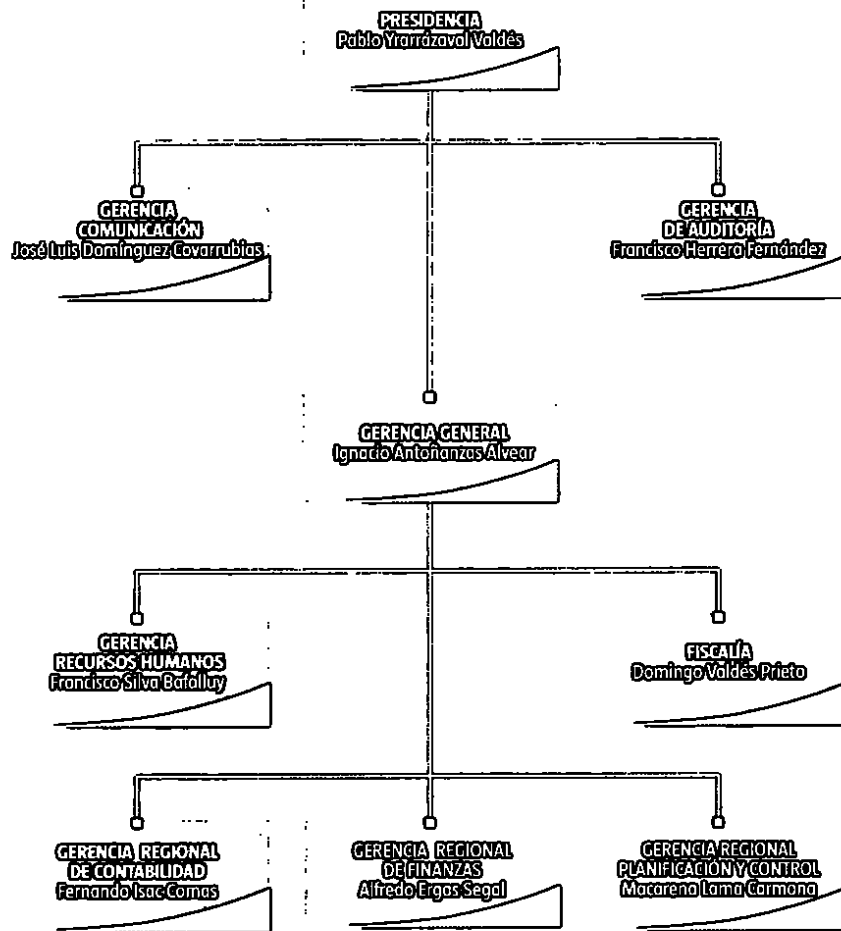 PRESIDENCIA
Pablo Yrarrázaval Valdés
GERENCIA
COMUNICACIÓN
José Luis Domínguez Covarrubias
GERENCIA
DE AUDITORÍA
Francisco Herrera Fernández
GERENCIA GENERAL
Ignacio Antoñanzas Alvear
GERENCIA
RECURSOS HUMANOS
Francisco Silva Bafalluy
FISCALÍA
Domingo Valdés Prieto
GERENCIA REGIONAL
DE CONTABILIDAD
Fernando Isac Comas
GERENCIA REGIONAL
DE FINANZAS
Alfredo Ergas Segal
GERENCIA REGIONAL
PLANIFICACIÓN Y CONTROL
Macarena Lama Carmona